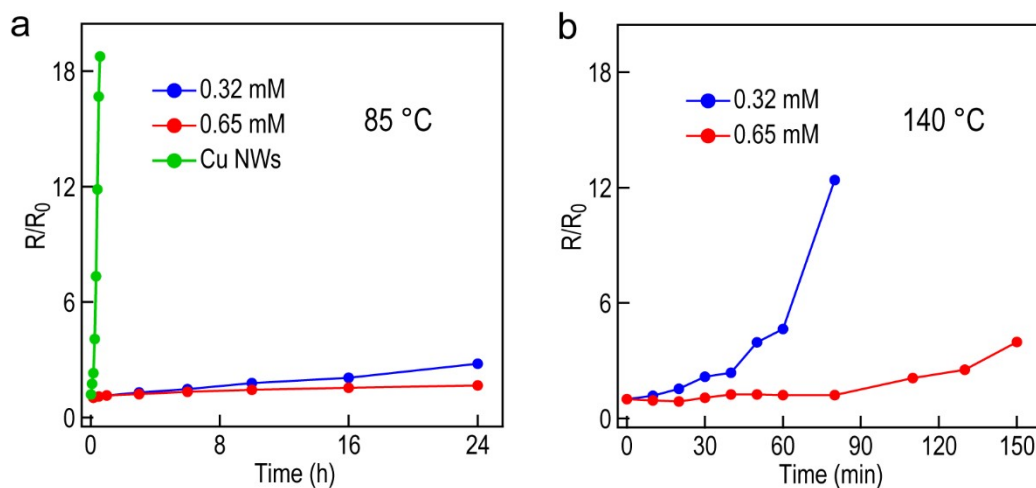 a
18
12
6
0
R/R0
0.32 mM
0.65 mM
Cu NWs
85 °C
0 8 16 24
Time (h)
b
18
12
6
0
R/R0
0.32 mM
0.65 mM
140 °C
0 30 60 90 120 150
Time (min)